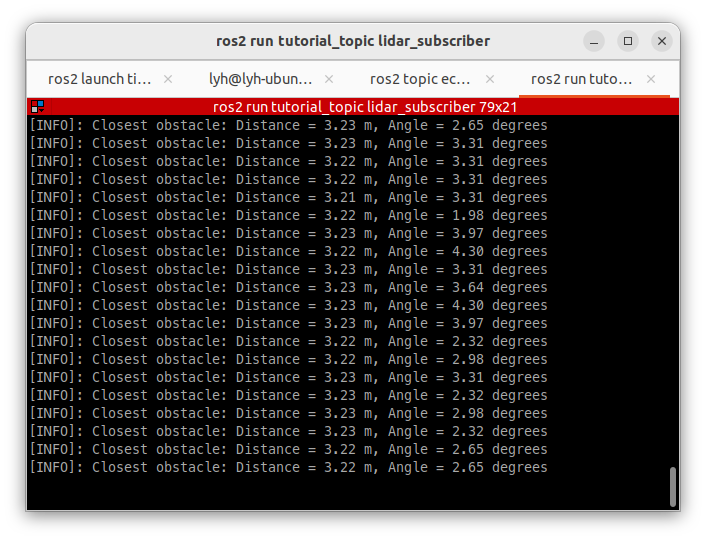 ros2 run tutorial_topic lidar_subscriber
ros2 launch ti... lyh@lyh-ubun... ros2 topic ec... ros2 run tuto...
ros2 run tutorial_topic lidar_subscriber 79x21
[INFO]: Closest obstacle: Distance = 3.23 m, Angle = 2.65 degrees
[INFO]: Closest obstacle: Distance = 3.23 m, Angle = 3.31 degrees
[INFO]: Closest obstacle: Distance = 3.22 m, Angle = 3.31 degrees
[INFO]: Closest obstacle: Distance = 3.22 m, Angle = 3.31 degrees
[INFO]: Closest obstacle: Distance = 3.21 m, Angle = 3.31 degrees
[INFO]: Closest obstacle: Distance = 3.22 m, Angle = 1.98 degrees
[INFO]: Closest obstacle: Distance = 3.23 m, Angle = 3.97 degrees
[INFO]: Closest obstacle: Distance = 3.22 m, Angle = 4.30 degrees
[INFO]: Closest obstacle: Distance = 3.23 m, Angle = 3.31 degrees
[INFO]: Closest obstacle: Distance = 3.23 m, Angle = 3.64 degrees
[INFO]: Closest obstacle: Distance = 3.23 m, Angle = 4.30 degrees
[INFO]: Closest obstacle: Distance = 3.23 m, Angle = 3.97 degrees
[INFO]: Closest obstacle: Distance = 3.22 m, Angle = 2.32 degrees
[INFO]: Closest obstacle: Distance = 3.22 m, Angle = 2.98 degrees
[INFO]: Closest obstacle: Distance = 3.23 m, Angle = 3.31 degrees
[INFO]: Closest obstacle: Distance = 3.23 m, Angle = 2.32 degrees
[INFO]: Closest obstacle: Distance = 3.23 m, Angle = 2.98 degrees
[INFO]: Closest obstacle: Distance = 3.23 m, Angle = 2.32 degrees
[INFO]: Closest obstacle: Distance = 3.22 m, Angle = 2.65 degrees
[INFO]: Closest obstacle: Distance = 3.22 m, Angle = 2.65 degrees